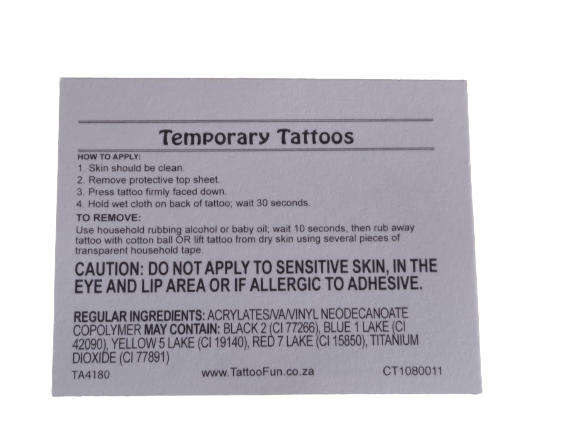 Temporary Tattoos
HOW TO APPLY:
1. Skin should be clean.
2. Remove protective top sheet.
3. Press tattoo firmly faced down.
4. Hold wet cloth on back of tattoo; wait 30 seconds.
TO REMOVE:
Use household rubbing alcohol or baby oil; wait 10 seconds, then rub away
tattoo with cotton ball OR lift tattoo from dry skin using several pieces of
transparent household tape.
CAUTION: DO NOT APPLY TO SENSITIVE SKIN, IN THE
EYE AND LIP AREA OR IF ALLERGIC TO ADHESIVE.
REGULAR INGREDIENTS: ACRYLATES/VA/VINYL NEODECANOATE
COPOLYMER MAY CONTAIN: BLACK 2 (CI 77266), BLUE 1 LAKE (CI
42090), YELLOW 5 LAKE (CI 19140), RED 7 LAKE (CI 15850), TITANIUM
DIOXIDE (CI 77891)
TA4180 www.TattooFun.co.za CT1080011